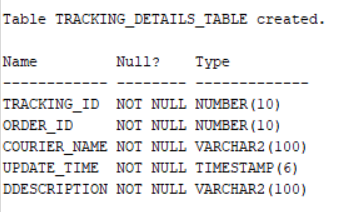 Table TRACKING_DETAILS_TABLE created.
Name Null? Type
------------ -------- -------------
TRACKING_ID NOT NULL NUMBER(10)
ORDER_ID NOT NULL NUMBER(10)
COURIER_NAME NOT NULL VARCHAR2(100)
UPDATE_TIME NOT NULL TIMESTAMP(6)
DDESCRIPTION NOT NULL VARCHAR2(100)